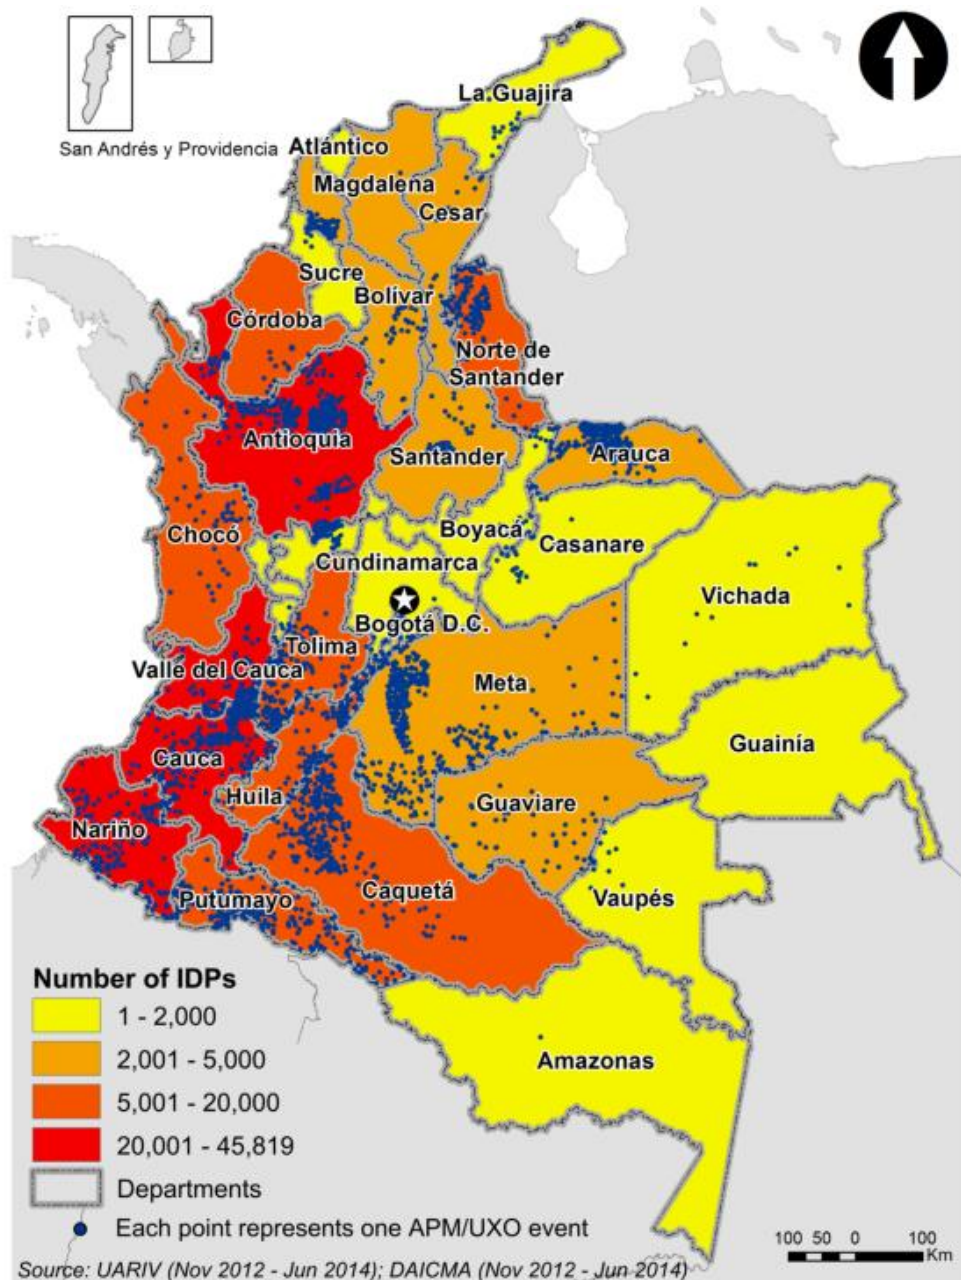 San Andrés y Providencia
La Guajira
Atlántico
Magdalena
Cesar
Sucre
Bolivar
Córdoba
Norte de
Santander
Antioquia
Santander
Arauca
Chocó
Boyacá
Casanare
Cundinamarca
Vichada
Bogotá D.C.
Tolima
Valle del Cauca
Meta
Guainía
Cauca
Huila
Guaviare
Nariño
Caquetá
Putumayo
Vaupés
Amazonas
Number of IDPs
1 - 2,000
2,001 - 5,000
5,001 - 20,000
20,001 - 45,819
Departments
Each point represents one APM/UXO event
100 50 0 100
Km
Source: UARIV (Nov 2012 - Jun 2014); DAICMA (Nov 2012 - Jun 2014)